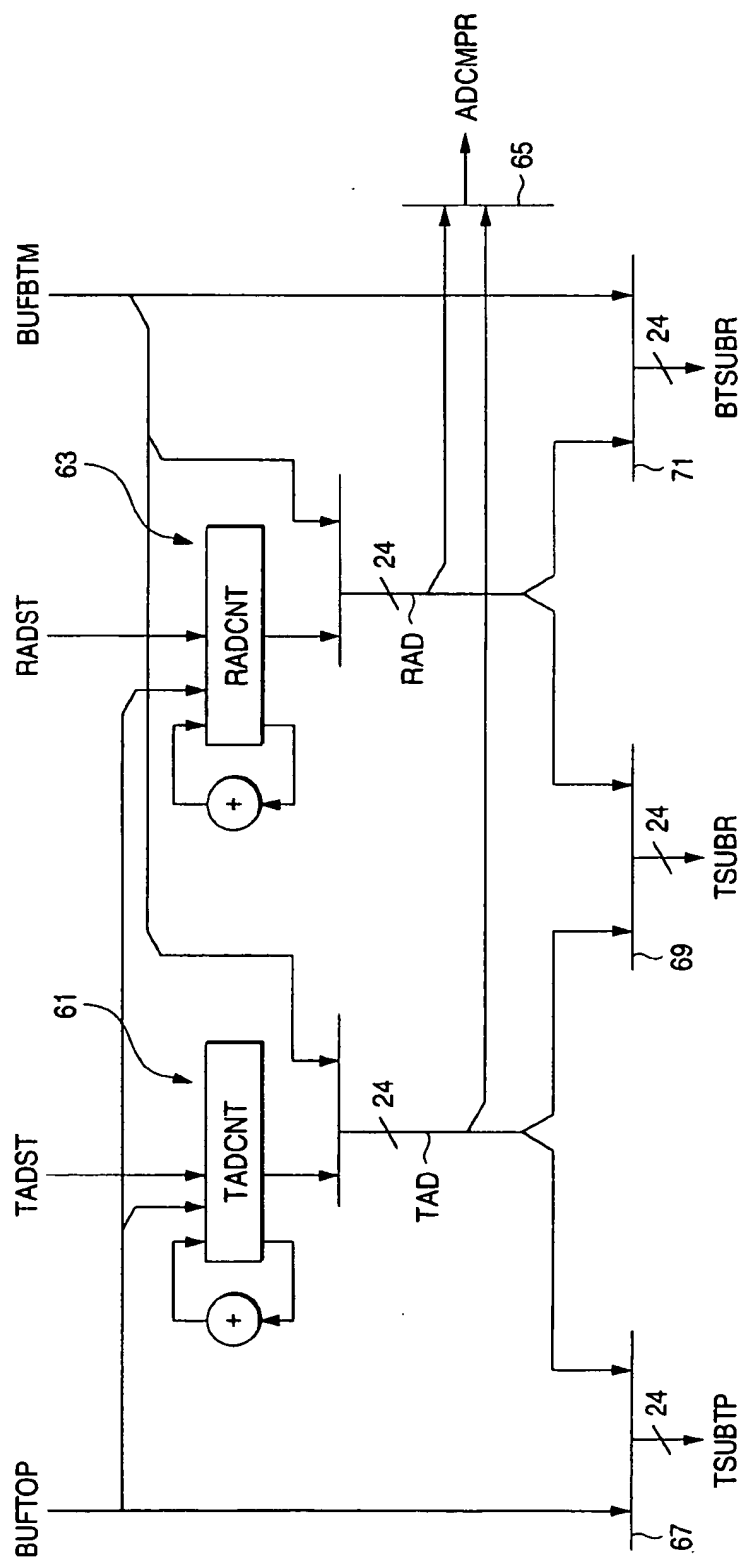 BUFTOP
TADST
RADST
BUFBTM
61
63
TADCNT
RADCNT
+
+
24
24
TAD
RAD
65
ADCMPR
67
69
71
24
24
24
TSUBTP
TSUBR
BTSUBR